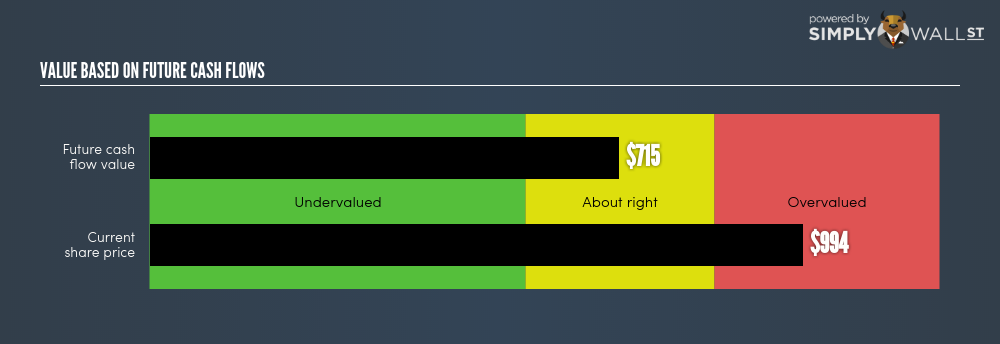 powered by
SIMPLY WALL ST
VALUE BASED ON FUTURE CASH FLOWS
Future cash
flow value
$715
Undervalued
About right
Overvalued
Current
share price
$994